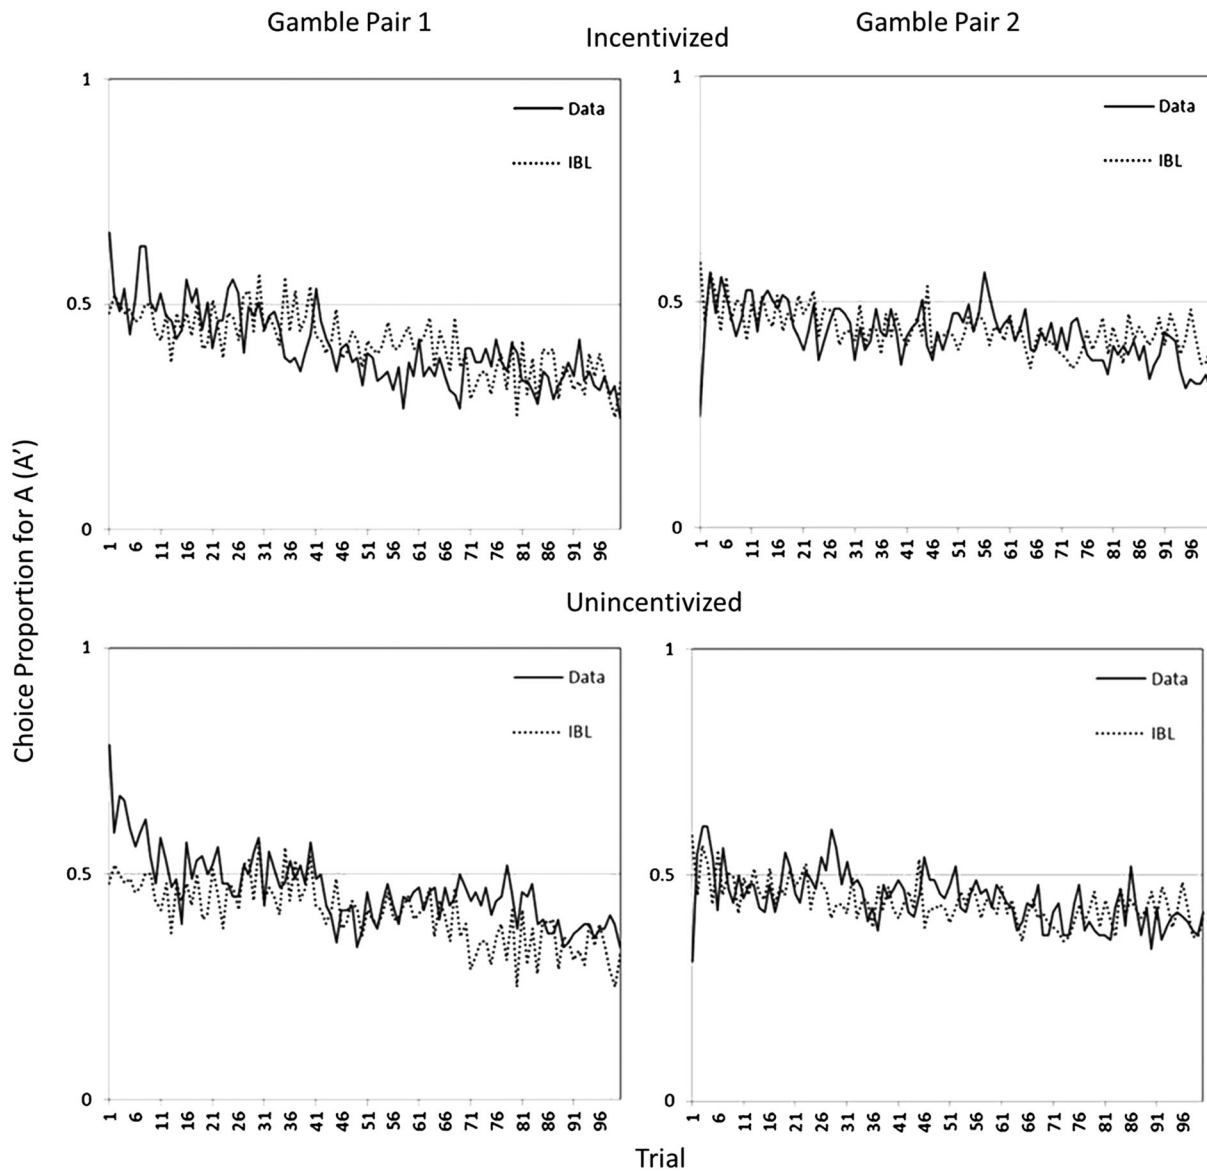 Gamble Pair 1
Gamble Pair 2
Incentivized
1
0.5
0
Data
IBL
1 6 11 16 21 26 31 36 41 46 51 56 61 66 71 76 81 86 91 96
1
0.5
0
Data
IBL
1 6 11 16 21 26 31 36 41 46 51 56 61 66 71 76 81 86 91 96
Choice Proportion for A (A’)
Unincentivized
1
0.5
0
Data
IBL
1 6 11 16 21 26 31 36 41 46 51 56 61 66 71 76 81 86 91 96
1
0.5
0
Data
IBL
1 6 11 16 21 26 31 36 41 46 51 56 61 66 71 76 81 86 91 96
Trial